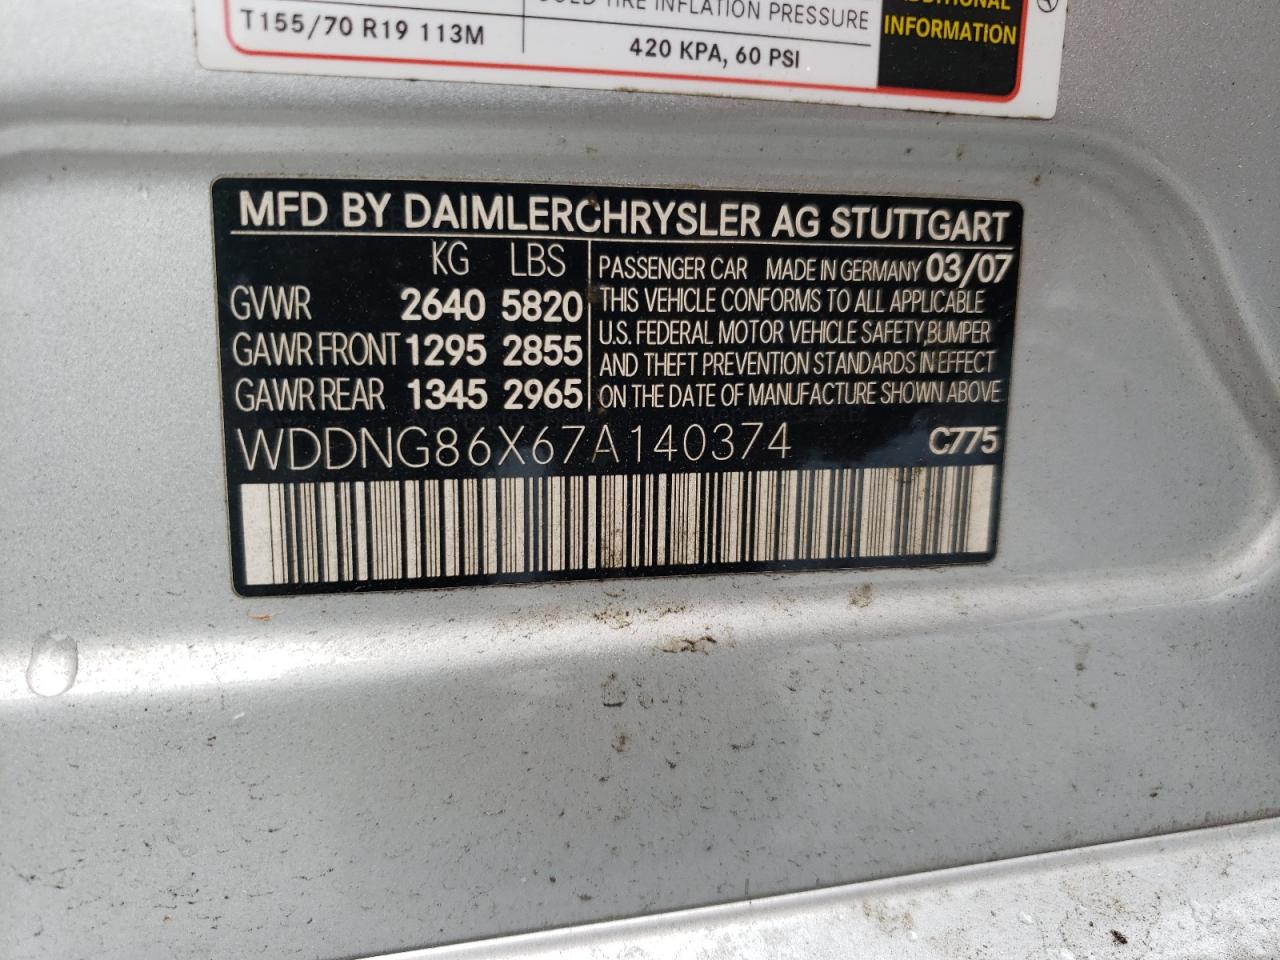 TIRE INFLATION PRESSURE
T155/70 R19 113M
420 KPA, 60 PSI
INFORMATION
MFD BY DAIMLERCHRYSLER AG STUTTGART
KG LBS
PASSENGER CAR MADE IN GERMANY 03/07
GVWR 2640 5820
THIS VEHICLE CONFORMS TO ALL APPLICABLE
U.S. FEDERAL MOTOR VEHICLE SAFETY, BUMPER
GAWR FRONT 1295 2855
AND THEFT PREVENTION STANDARDS IN EFFECT
GAWR REAR 1345 2965
ON THE DATE OF MANUFACTURE SHOWN ABOVE
WDDNG86X67A140374 C775